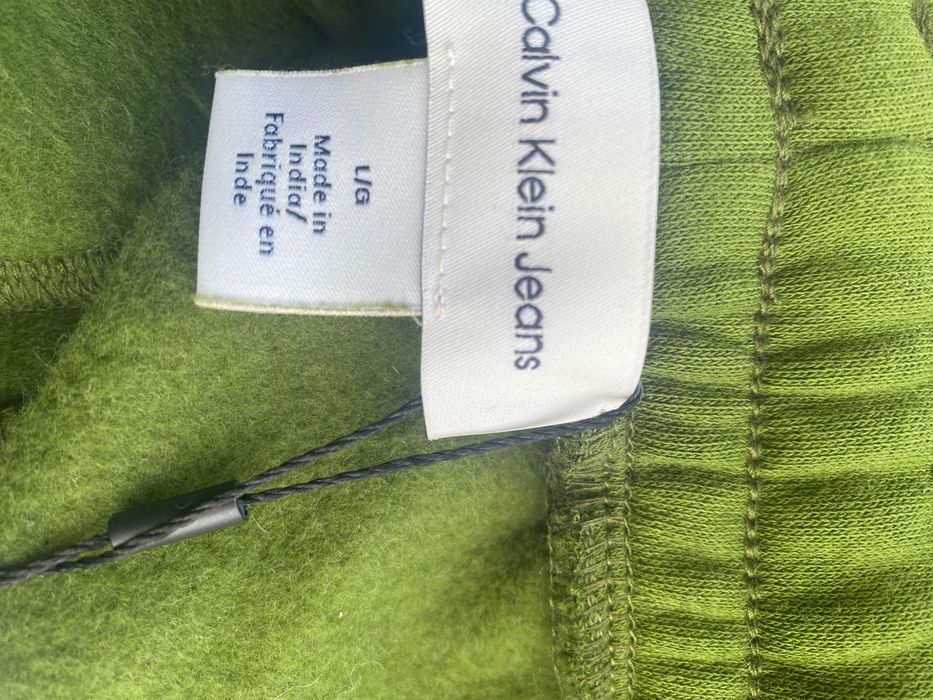 Calvin Klein Jeans
L/G
Made in
India/
Fabriqué en
Inde